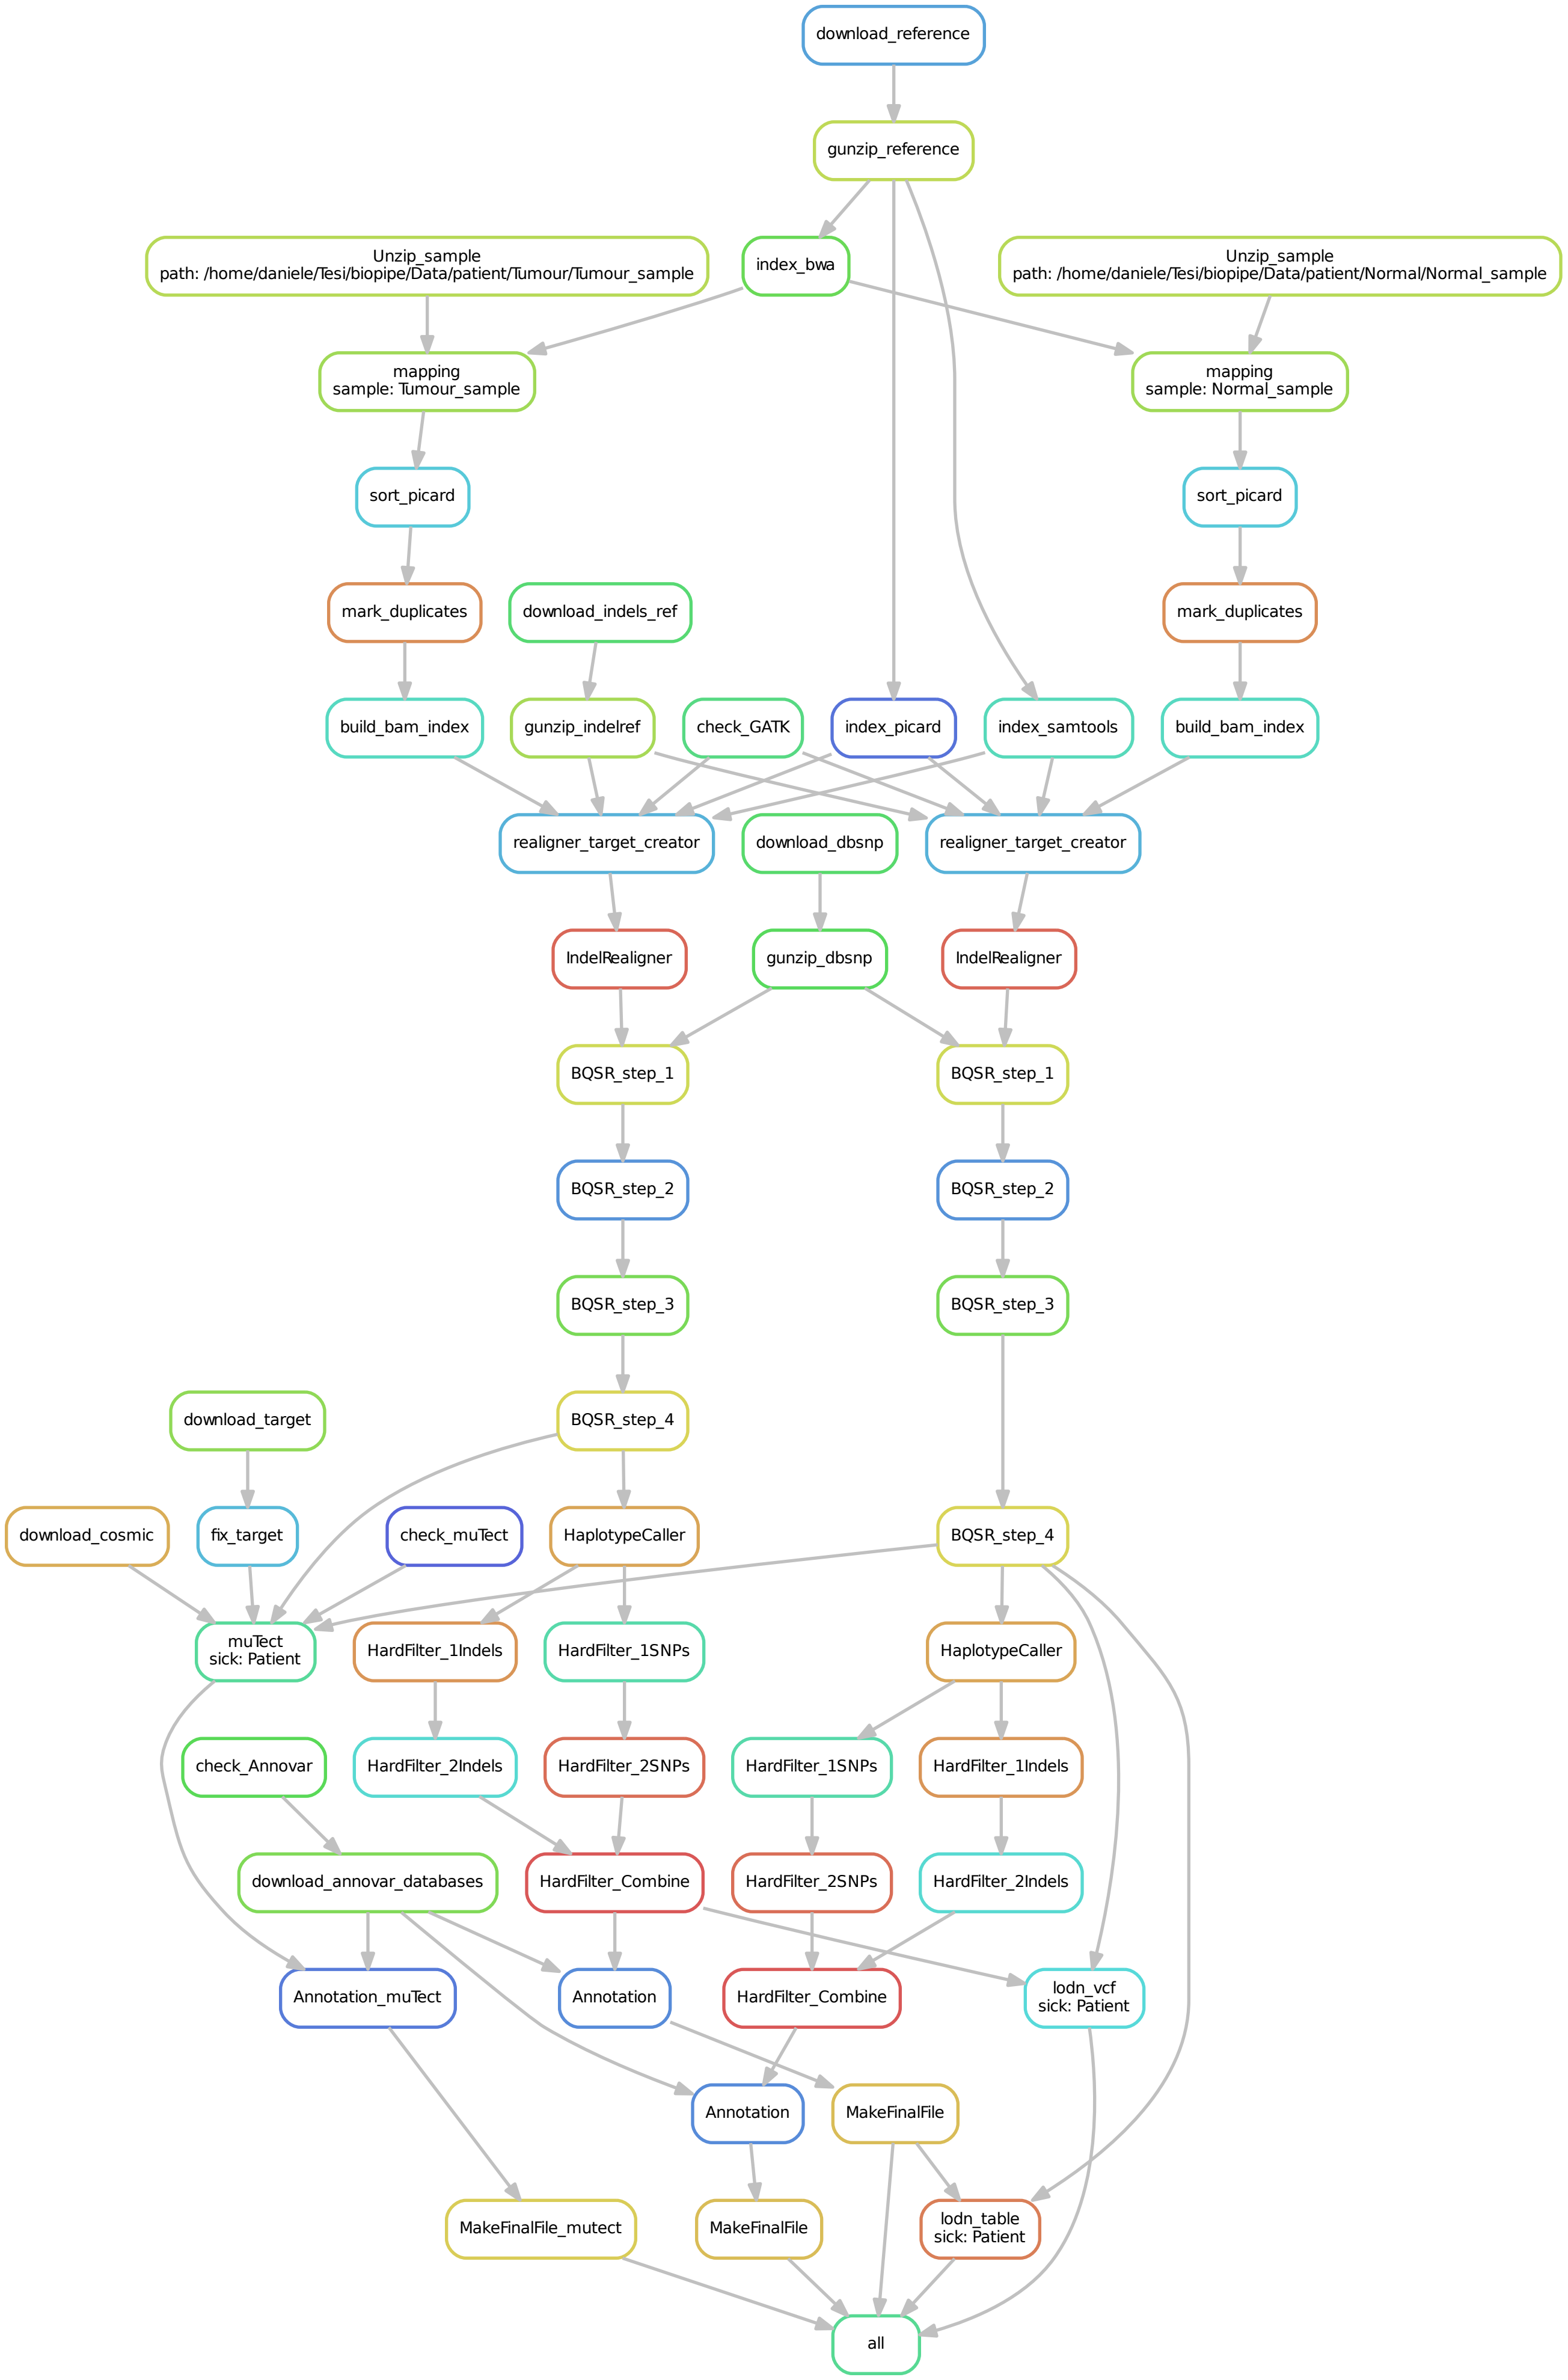 download_reference
gunzip_reference
Unzip_sample
path: /home/daniele/Tesi/biopipe/Data/patient/Tumour/Tumour_sample
index_bwa
Unzip_sample
path: /home/daniele/Tesi/biopipe/Data/patient/Normal/Normal_sample
mapping
sample: Tumour_sample
mapping
sample: Normal_sample
sort_picard
sort_picard
mark_duplicates
download_indels_ref
mark_duplicates
build_bam_index
gunzip_indelref
check_GATK
index_picard
index_samtools
build_bam_index
realigner_target_creator
download_dbsnp
realigner_target_creator
IndelRealigner
gunzip_dbsnp
IndelRealigner
BQSR_step_1
BQSR_step_1
BQSR_step_2
BQSR_step_2
BQSR_step_3
BQSR_step_3
download_target
BQSR_step_4
download_cosmic
fix_target
check_muTect
HaplotypeCaller
BQSR_step_4
muTect
sick: Patient
HardFilter_1Indels
HardFilter_1SNPs
HaplotypeCaller
check_Annovar
HardFilter_2Indels
HardFilter_2SNPs
HardFilter_1SNPs
HardFilter_1Indels
download_annovar_databases
HardFilter_Combine
HardFilter_2SNPs
HardFilter_2Indels
Annotation_muTect
Annotation
HardFilter_Combine
lodn_vcf
sick: Patient
Annotation
MakeFinalFile
MakeFinalFile_mutect
MakeFinalFile
lodn_table
sick: Patient
all